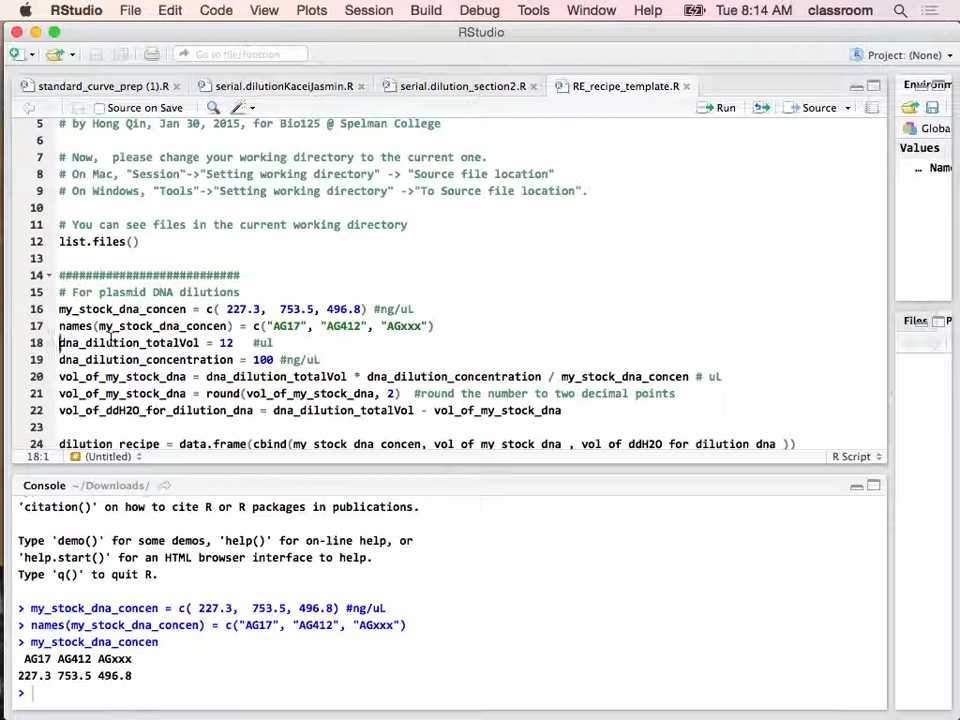 RStudio File Edit Code View Plots Session Build Debug Tools Window Help Tue 8:14 AM classroom
RStudio
Go to file/function Project: (None)
standard_curve_prep (1).R serial.dilutionKaceiJasmin.R serial.dilution_section2.R RE_recipe_template.R
Source on Save Run Source
5 # by Hong Qin, Jan 30, 2015, for Bio125 @ Spelman College
6
7 # Now,  please change your working directory to the current one.
8 # On Mac, "Session"->"Setting working directory" -> "Source file location"
9 # On Windows, "Tools"->"Setting working directory" ->"To Source file location".
10
11 # You can see files in the current working directory
12 list.files()
13
14 ###########################
15 # For plasmid DNA dilutions
16 my_stock_dna_concen = c( 227.3,  753.5, 496.8) #ng/uL
17 names(my_stock_dna_concen) = c("AG17", "AG412", "AGxxx")
18 dna_dilution_totalVol = 12   #ul
19 dna_dilution_concentration = 100 #ng/uL
20 vol_of_my_stock_dna = dna_dilution_totalVol * dna_dilution_concentration / my_stock_dna_concen # uL
21 vol_of_my_stock_dna = round(vol_of_my_stock_dna, 2)  #round the number to two decimal points
22 vol_of_ddH2O_for_dilution_dna = dna_dilution_totalVol - vol_of_my_stock_dna
23
24 dilution_recipe = data.frame(cbind(my_stock_dna_concen, vol_of_my_stock_dna , vol_of_ddH2O_for_dilution_dna ))
18:1 (Untitled) R Script
Console ~/Downloads/
'citation()' on how to cite R or R packages in publications.
Type 'demo()' for some demos, 'help()' for on-line help, or
'help.start()' for an HTML browser interface to help.
Type 'q()' to quit R.
> my_stock_dna_concen = c( 227.3,  753.5, 496.8) #ng/uL
> names(my_stock_dna_concen) = c("AG17", "AG412", "AGxxx")
> my_stock_dna_concen
AG17 AG412 AGxxx
227.3 753.5 496.8
>
Environ
Globa
Values
... Nam
Files P